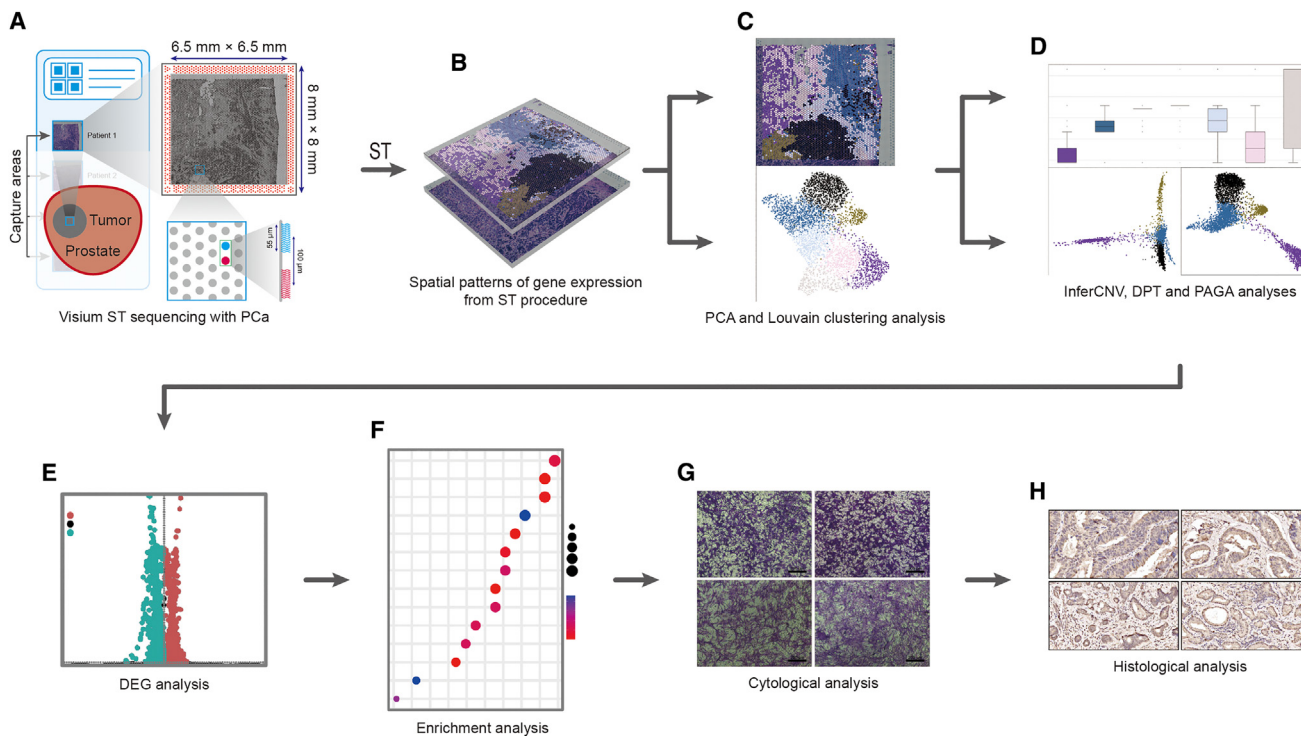 A
6.5 mm × 6.5 mm
8 mm × 8 mm
Patient 1
Patient 2
Capture areas
Tumor
Prostate
55 µm
100 µm
Visium ST sequencing with PCa
ST
B
Spatial patterns of gene expression
from ST procedure
C
PCA and Louvain clustering analysis
D
InferCNV, DPT and PAGA analyses
E
DEG analysis
F
Enrichment analysis
G
Cytological analysis
H
Histological analysis